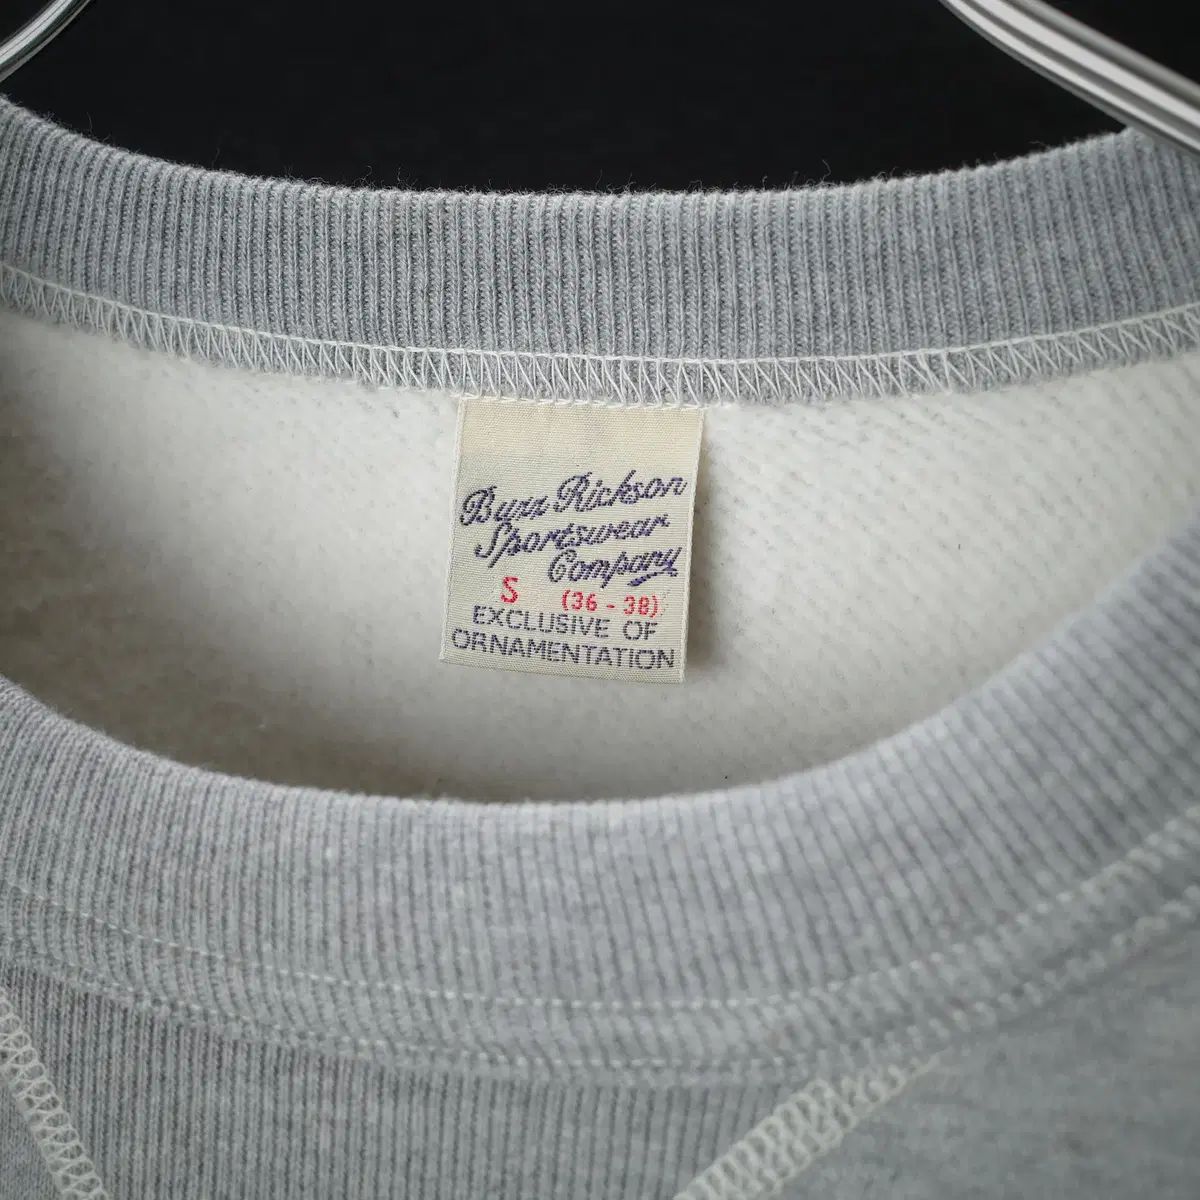 Buzz Rickson
Sportswear
Company
S (36 - 38)
EXCLUSIVE OF
ORNAMENTATION